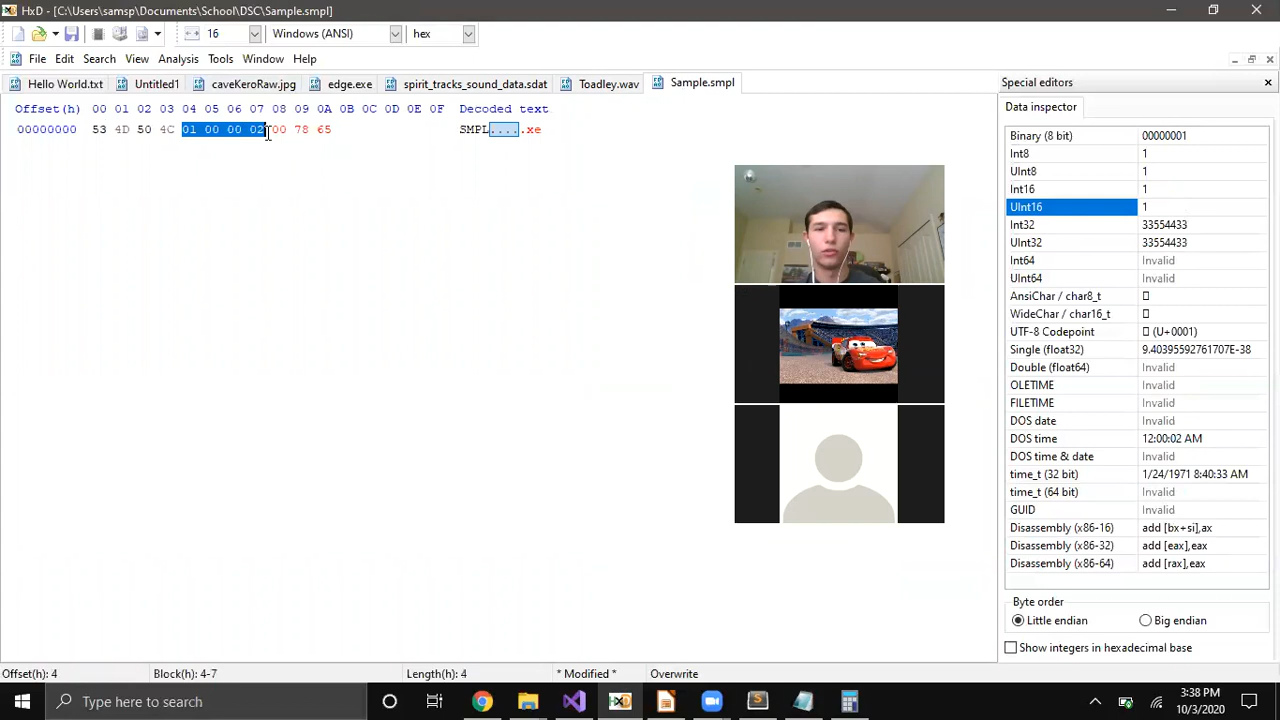 HxD - [C:\Users\samsp\Documents\School\DSC\Sample.smpl]
16 Windows (ANSI) hex
File Edit Search View Analysis Tools Window Help
Hello World.txt Untitled1 caveKeroRaw.jpg edge.exe spirit_tracks_sound_data.sdat Toadley.wav Sample.smpl
Special editors
Data inspector
Offset(h) 00 01 02 03 04 05 06 07 08 09 0A 0B 0C 0D 0E 0F Decoded text
00000000 53 4D 50 4C 01 00 00 02 00 78 65 SMPL.....xe
Binary (8 bit) 00000001
Int8 1
UInt8 1
Int16 1
UInt16 1
Int32 33554433
UInt32 33554433
Int64 Invalid
UInt64 Invalid
AnsiChar / char8_t □
WideChar / char16_t □
UTF-8 Codepoint □ (U+0001)
Single (float32) 9.40395592761707E-38
Double (float64) Invalid
OLETIME Invalid
FILETIME Invalid
DOS date Invalid
DOS time 12:00:02 AM
DOS time & date Invalid
time_t (32 bit) 1/24/1971 8:40:33 AM
time_t (64 bit) Invalid
GUID Invalid
Disassembly (x86-16) add [bx+si],ax
Disassembly (x86-32) add [eax],eax
Disassembly (x86-64) add [rax],eax
Byte order
Little endian Big endian
Show integers in hexadecimal base
Offset(h): 4 Block(h): 4-7 Length(h): 4 * Modified * Overwrite
Type here to search
3:38 PM
10/3/2020